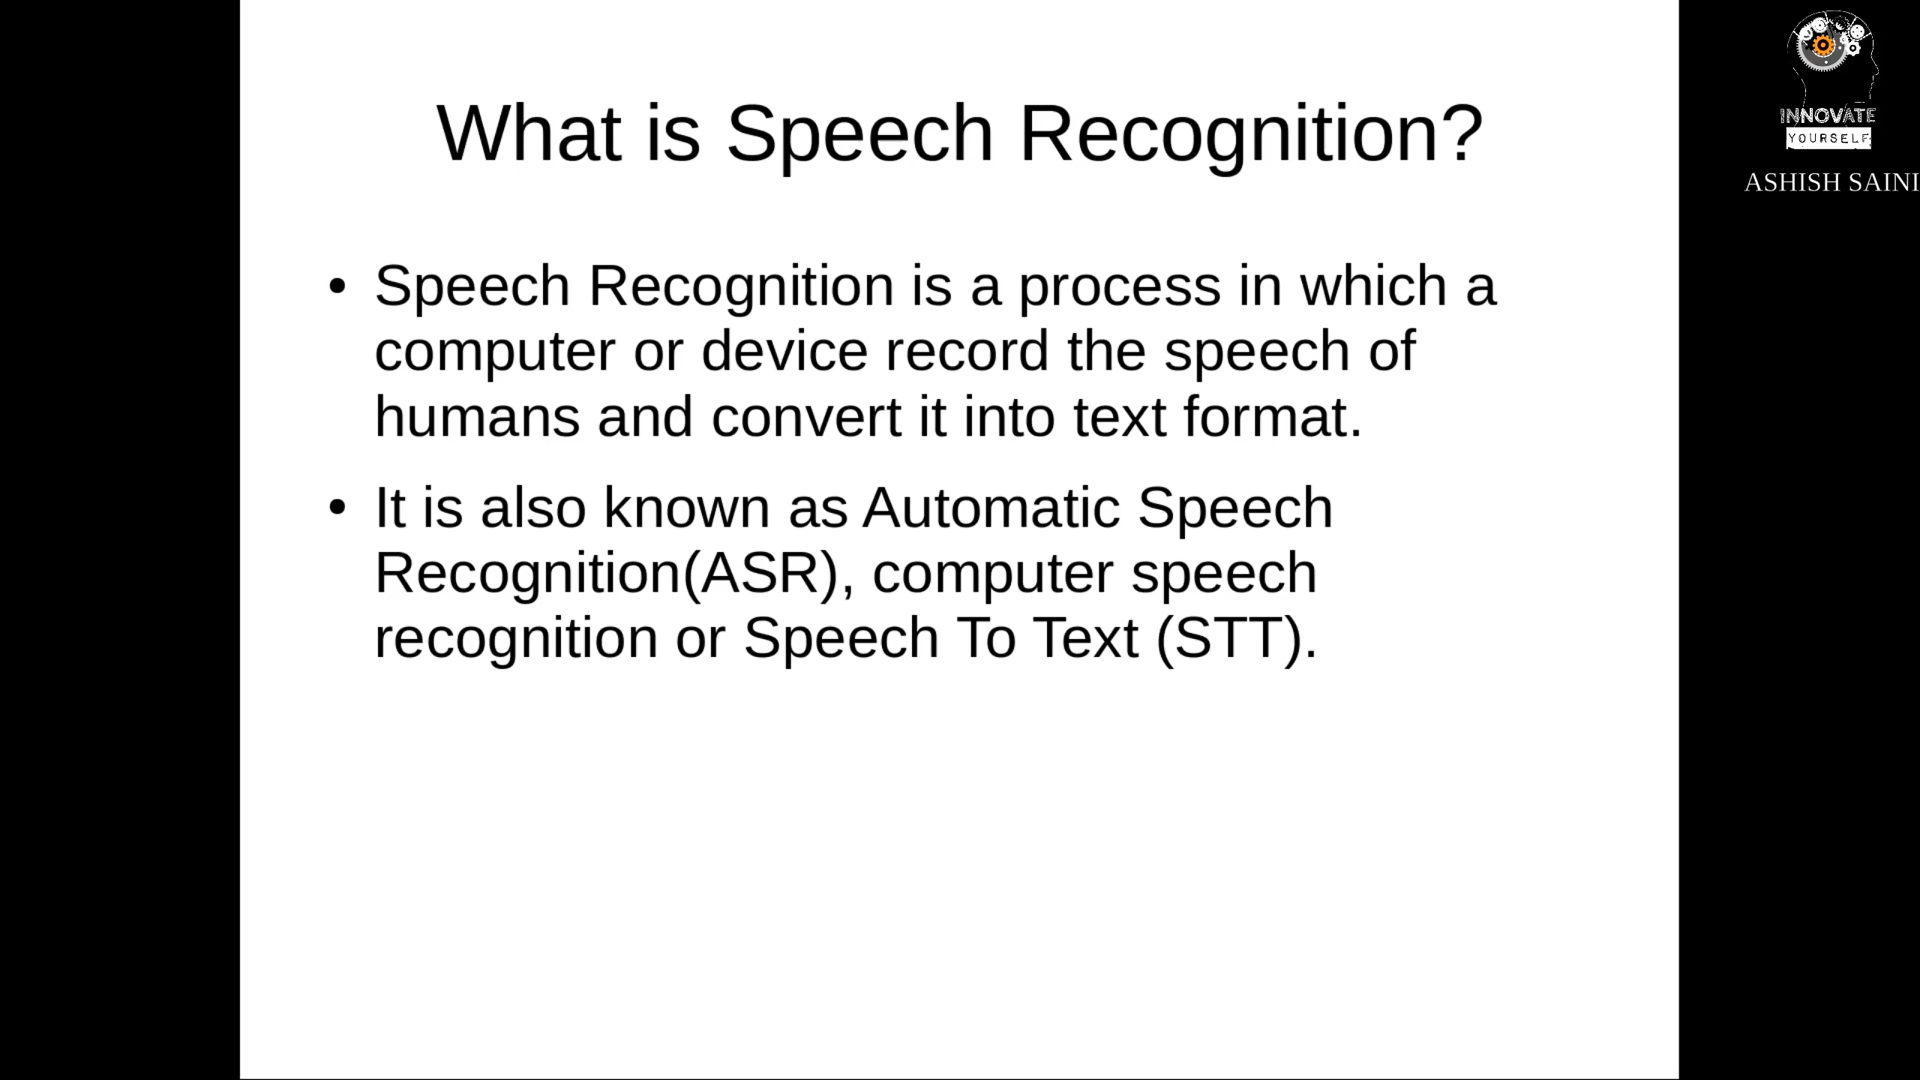 What is Speech Recognition?
• Speech Recognition is a process in which a
computer or device record the speech of
humans and convert it into text format.
• It is also known as Automatic Speech
Recognition(ASR), computer speech
recognition or Speech To Text (STT).
INNOVATE
YOURSELF
ASHISH SAINI